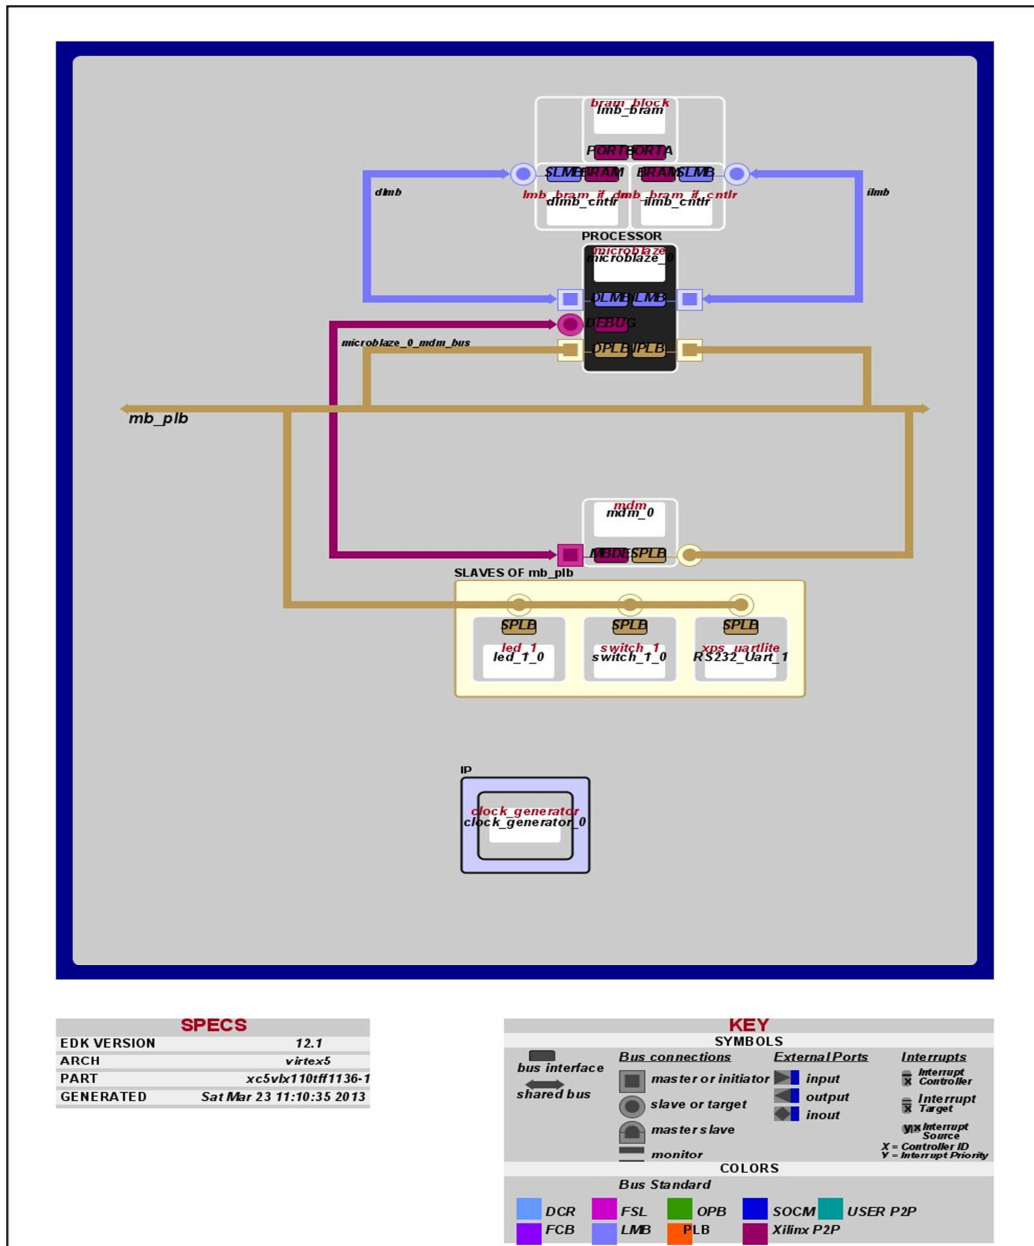 bram_block
lmb_bram
PORTB PORTA
SLMB BRAM BRAM SLMB
dlmb ilmb
lmb_bram_if_cntlr
dlmb_cntlr ilmb_cntlr
PROCESSOR
microblaze
microblaze_0
DLMB ILMB
DEBUG
microblaze_0_mdm_bus
DPLB IPLB
mb_plb
mdm
mdm_0
SPLB
SLAVES OF mb_plb
SPLB SPLB SPLB
led_1 switch_1 xps_uartlite
led_1_0 switch_1_0 RS232_Uart_1
IP
clock_generator
clock_generator_0
SPECS
EDK VERSION 12.1
ARCH virtex5
PART xc5vlx110tff1136-1
GENERATED Sat Mar 23 11:10:35 2013
KEY
SYMBOLS
bus interface
shared bus
Bus connections
master or initiator
slave or target
master slave
monitor
External Ports
input
output
inout
Interrupts
x Interrupt
Controller
x Interrupt
Target
y x Interrupt
Source
X = Controller ID
Y = Interrupt Priority
COLORS
Bus Standard
DCR FSL OPB SOCM USER P2P
FCB LMB PLB Xilinx P2P